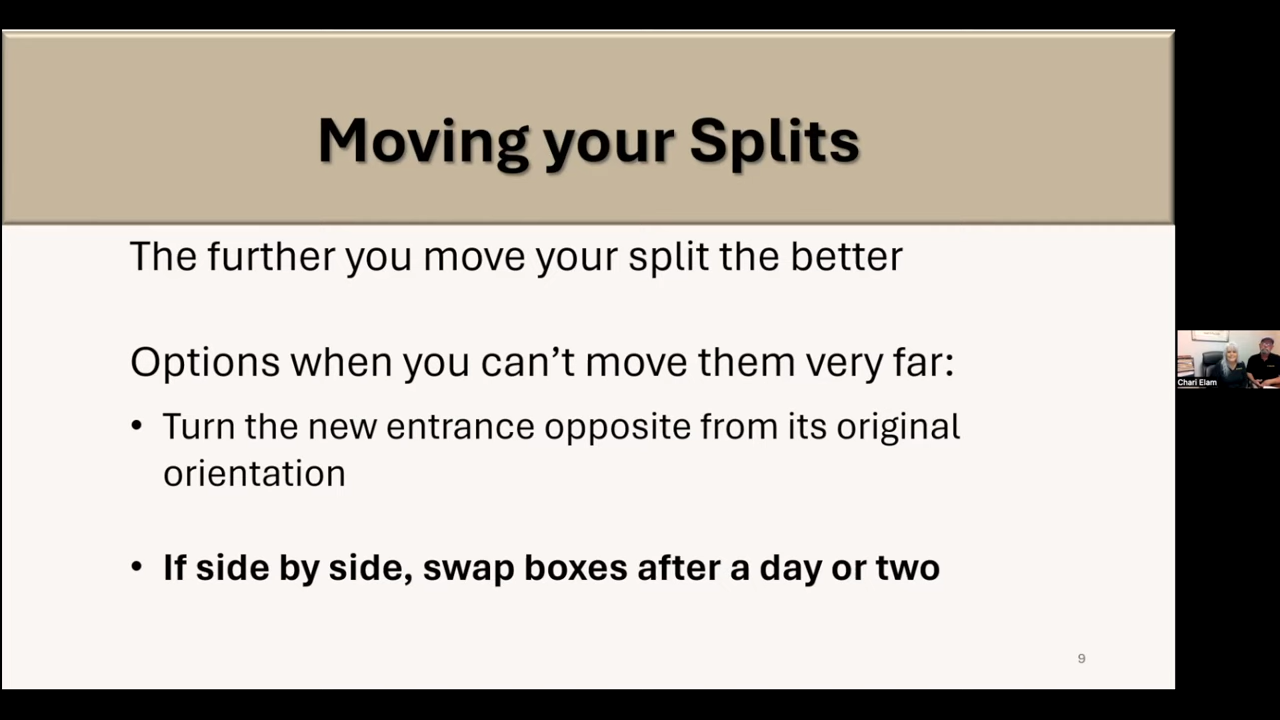 Moving your Splits
The further you move your split the better
Options when you can’t move them very far:
• Turn the new entrance opposite from its original
orientation
• If side by side, swap boxes after a day or two
Chari Elam
9